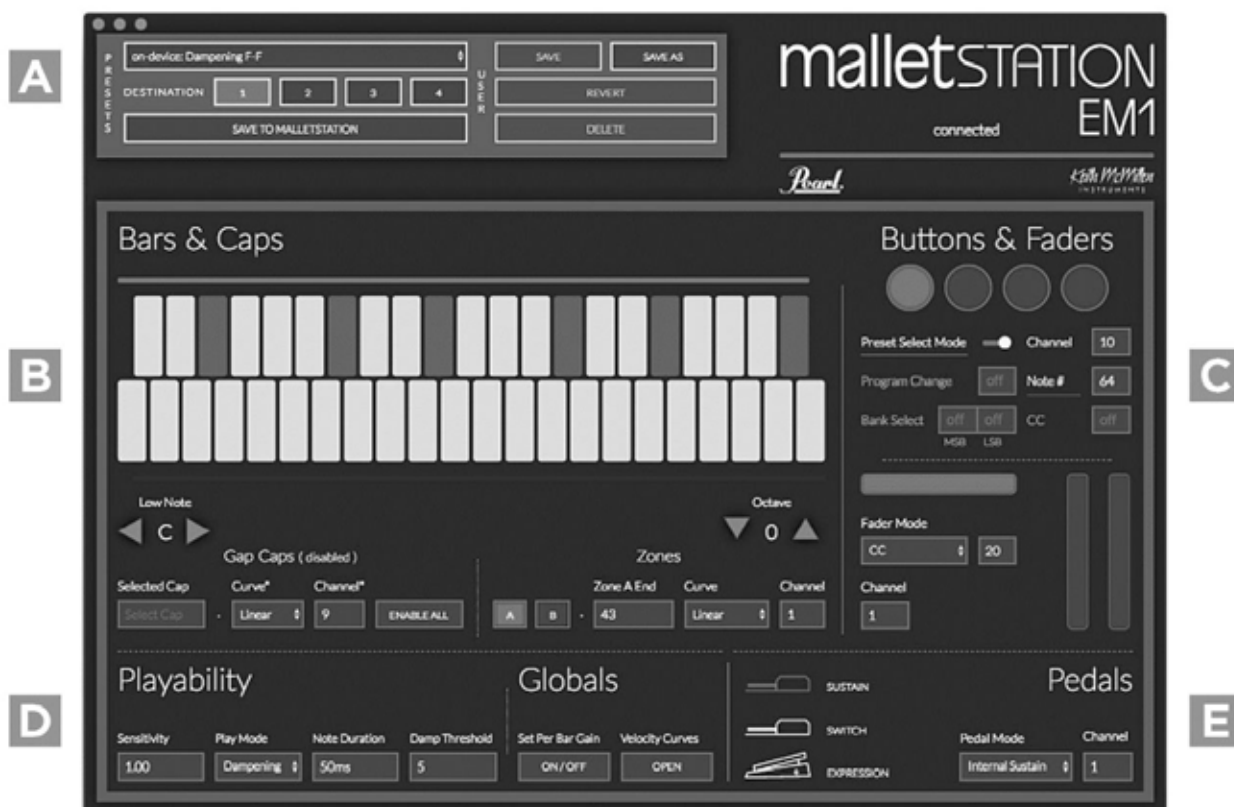 A
PRESETS
on-device: Dampening F-F
DESTINATION 1 2 3 4
SAVE TO MALLETSTATION
USER
SAVE SAVE AS
REVERT
DELETE
malletSTATION
EM1
connected
Pearl.
Keith McMillen
INSTRUMENTS
B
Bars & Caps
Low Note
C
Octave
0
Gap Caps ( disabled )
Selected Cap Curve* Channel*
Select Cap - Linear 9 ENABLE ALL
Zones
Zone A End Curve Channel
A B - 43 Linear 1
C
Buttons & Faders
Preset Select Mode Channel 10
Program Change off Note # 64
Bank Select off off CC off
MSB LSB
Fader Mode
CC 20
Channel
1
D
Playability
Sensitivity Play Mode Note Duration Damp Threshold
1.00 Dampening 50ms 5
Globals
Set Per Bar Gain Velocity Curves
ON/OFF OPEN
E
Pedals
SUSTAIN
SWITCH
EXPRESSION
Pedal Mode Channel
Internal Sustain 1